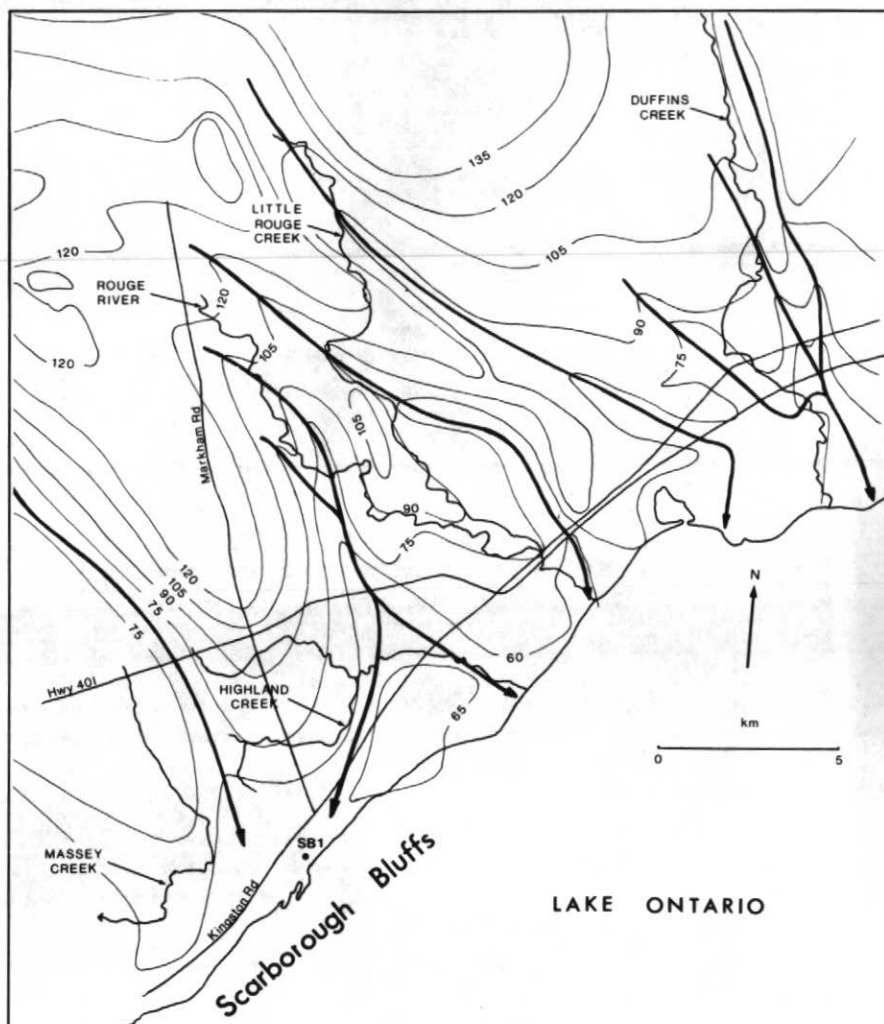 DUFFINS
CREEK
135
120
LITTLE
ROUGE
CREEK
105
120
ROUGE
RIVER
120
90
105
75
120
Markham Rd
105
90
75
120
105
90
75
75
N
60
Hwy 401
HIGHLAND
CREEK
65
km
0 5
SB1
MASSEY
CREEK
Kingston Rd
Scarborough Bluffs
LAKE ONTARIO